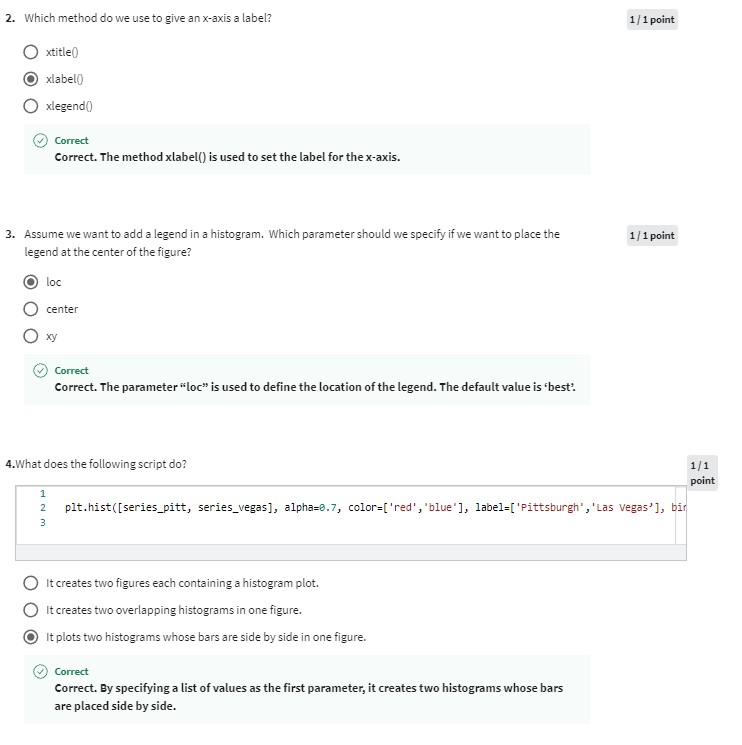 2. Which method do we use to give an x-axis a label?
1 / 1 point
xtitle()
xlabel()
xlegend()
Correct
Correct. The method xlabel() is used to set the label for the x-axis.
3. Assume we want to add a legend in a histogram. Which parameter should we specify if we want to place the
legend at the center of the figure?
1 / 1 point
loc
center
xy
Correct
Correct. The parameter “loc” is used to define the location of the legend. The default value is ‘best’.
4.What does the following script do?
1 / 1
point
1
2 plt.hist([series_pitt, series_vegas], alpha=0.7, color=['red','blue'], label=['Pittsburgh','Las Vegas’],
3
It creates two figures each containing a histogram plot.
It creates two overlapping histograms in one figure.
It plots two histograms whose bars are side by side in one figure.
Correct
Correct. By specifying a list of values as the first parameter, it creates two histograms whose bars
are placed side by side.